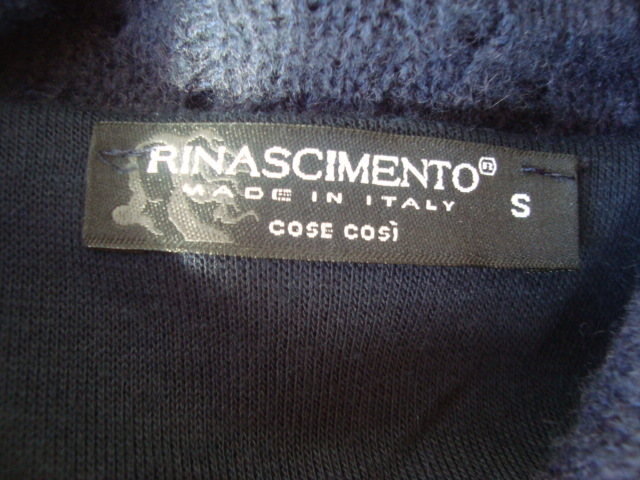 RINASCIMENTO®
MADE IN ITALY
S
COSE COSÌ